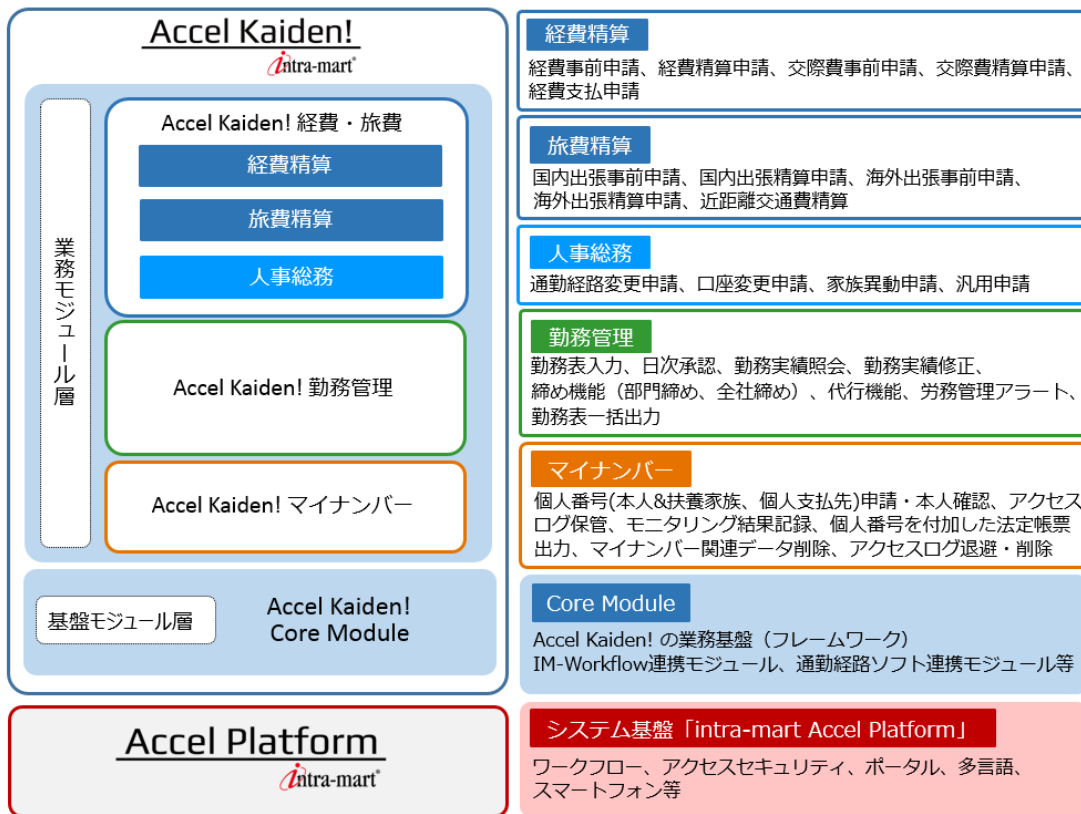 Accel Kaiden!
intra-mart®
業務モジュール層
Accel Kaiden! 経費・旅費
経費精算
旅費精算
人事総務
Accel Kaiden! 勤務管理
Accel Kaiden! マイナンバー
基盤モジュール層
Accel Kaiden!
Core Module
Accel Platform
intra-mart®
経費精算
経費事前申請、経費精算申請、交際費事前申請、交際費精算申請、
経費支払申請
旅費精算
国内出張事前申請、国内出張精算申請、海外出張事前申請、
海外出張精算申請、近距離交通費精算
人事総務
通勤経路変更申請、口座変更申請、家族異動申請、汎用申請
勤務管理
勤務表入力、日次承認、勤務実績照会、勤務実績修正、
締め機能（部門締め、全社締め）、代行機能、労務管理アラート、
勤務表一括出力
マイナンバー
個人番号(本人&扶養家族、個人支払先)申請・本人確認、アクセス
ログ保管、モニタリング結果記録、個人番号を付加した法定帳票
出力、マイナンバー関連データ削除、アクセスログ退避・削除
Core Module
Accel Kaiden! の業務基盤（フレームワーク）
IM-Workflow連携モジュール、通勤経路ソフト連携モジュール等
システム基盤「intra-mart Accel Platform」
ワークフロー、アクセスセキュリティ、ポータル、多言語、
スマートフォン等